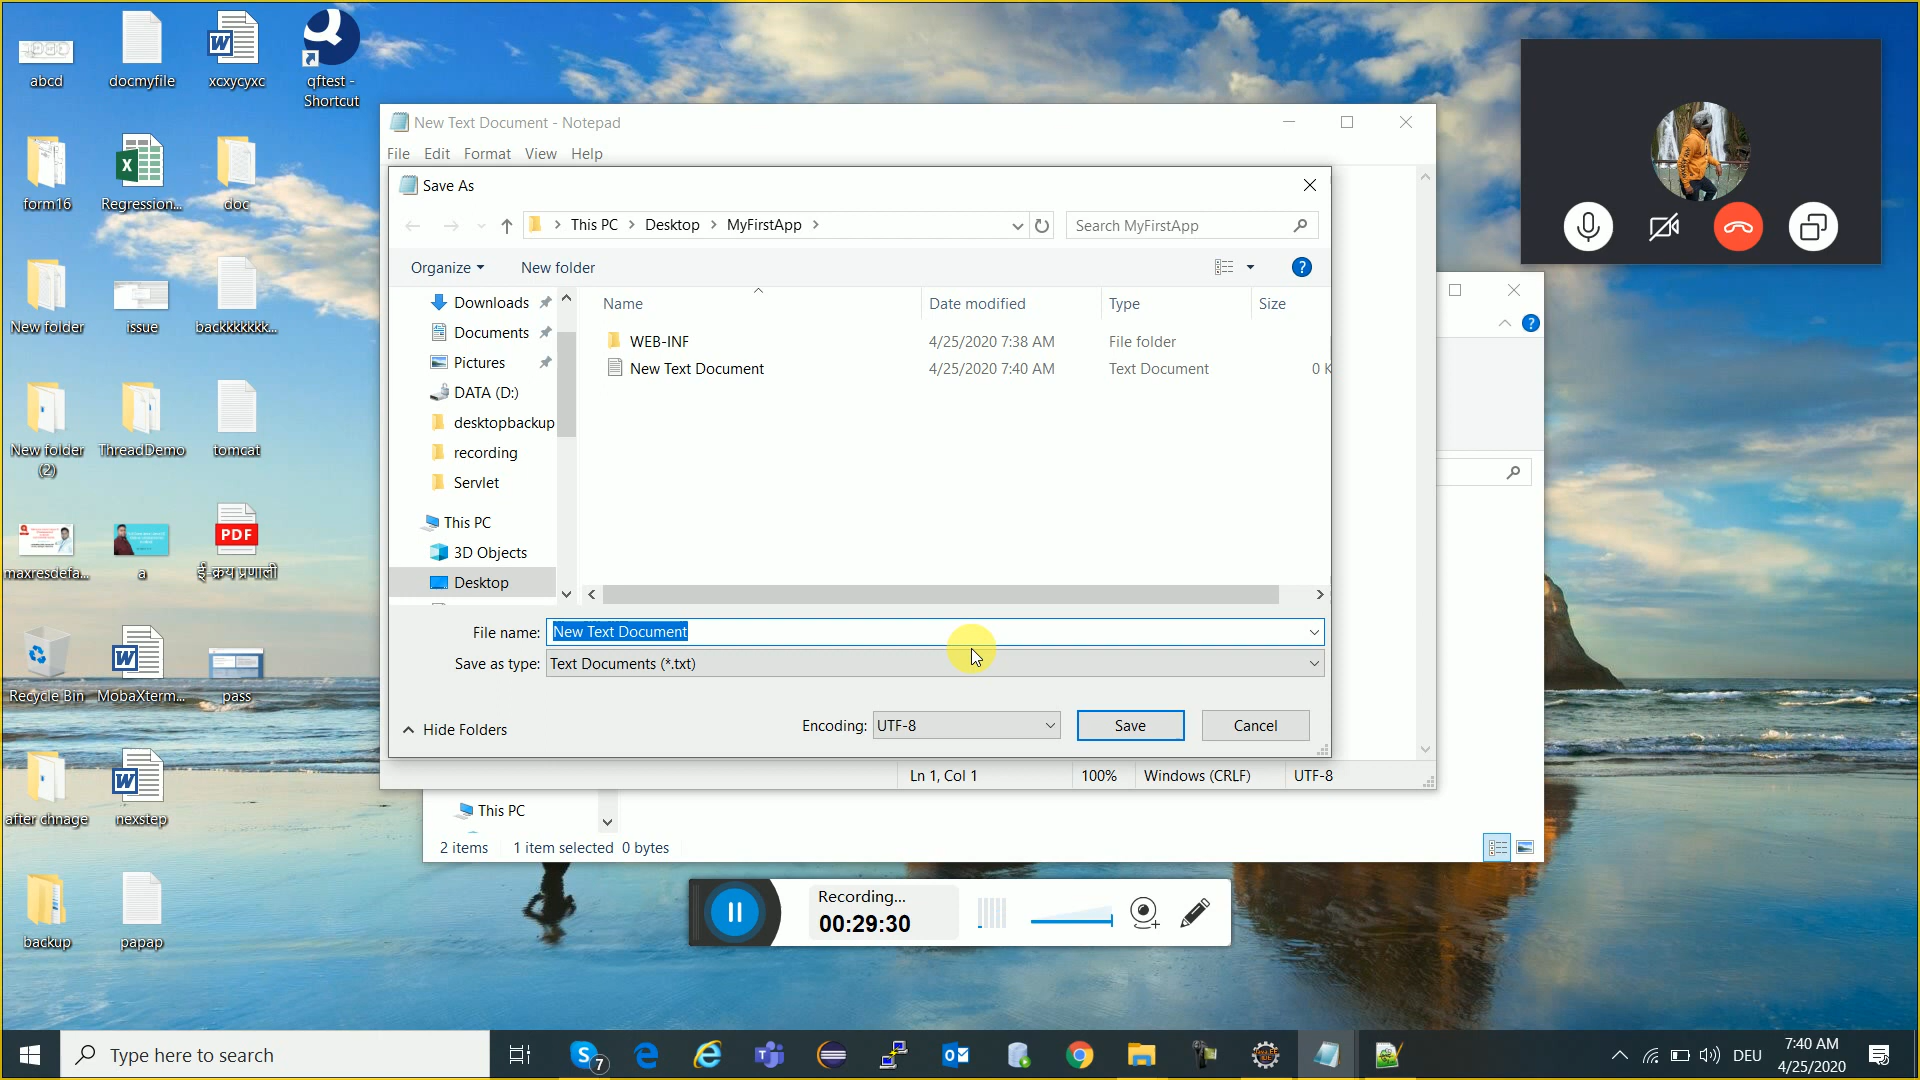 abcd
docmyfile
xcxycyxc
qftest -
Shortcut
form16
Regression...
doc
New folder
issue
backkkkkkk...
New folder
(2)
ThreadDemo
tomcat
maxresdefa...
a
PDF
ई-क्रय प्रणाली
Recycle Bin
MobaXterm...
pass
after chnage
nexstep
backup
papap
New Text Document - Notepad
File Edit Format View Help
Save As
This PC
Desktop
MyFirstApp
Search MyFirstApp
Organize
New folder
Downloads
Documents
Pictures
DATA (D:)
desktopbackup
recording
Servlet
This PC
3D Objects
Desktop
Name Date modified Type Size
WEB-INF 4/25/2020 7:38 AM File folder
New Text Document 4/25/2020 7:40 AM Text Document 0 K
File name: New Text Document
Save as type: Text Documents (*.txt)
Hide Folders
Encoding: UTF-8
Save
Cancel
Ln 1, Col 1 100% Windows (CRLF) UTF-8
This PC
2 items 1 item selected 0 bytes
Recording...
00:29:30
Type here to search
7
DEU
7:40 AM
4/25/2020